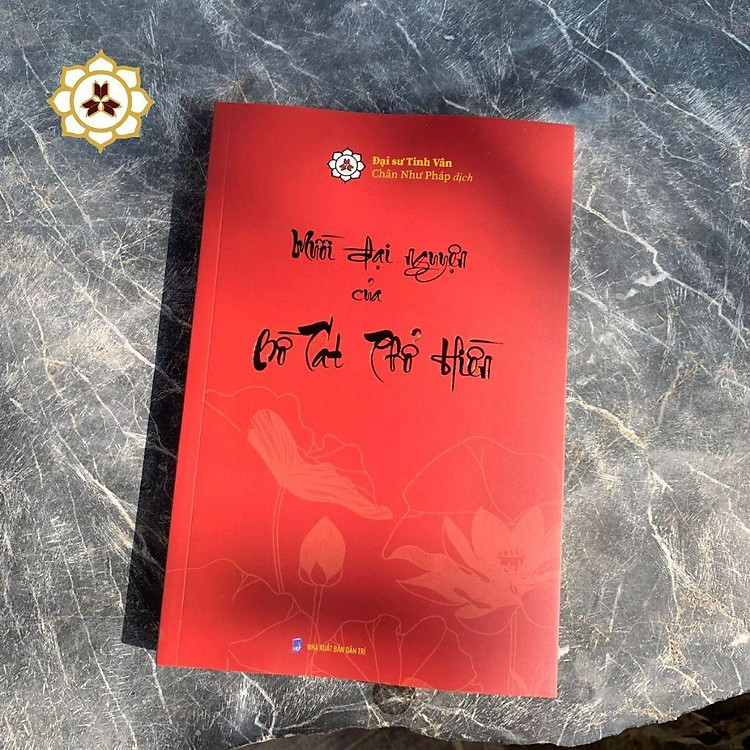 Đại sư Tinh Vân
Chân Như Pháp dịch
Mười đại nguyện
của
Bồ Tát Phổ Hiền
NHÀ XUẤT BẢN DÂN TRÍ